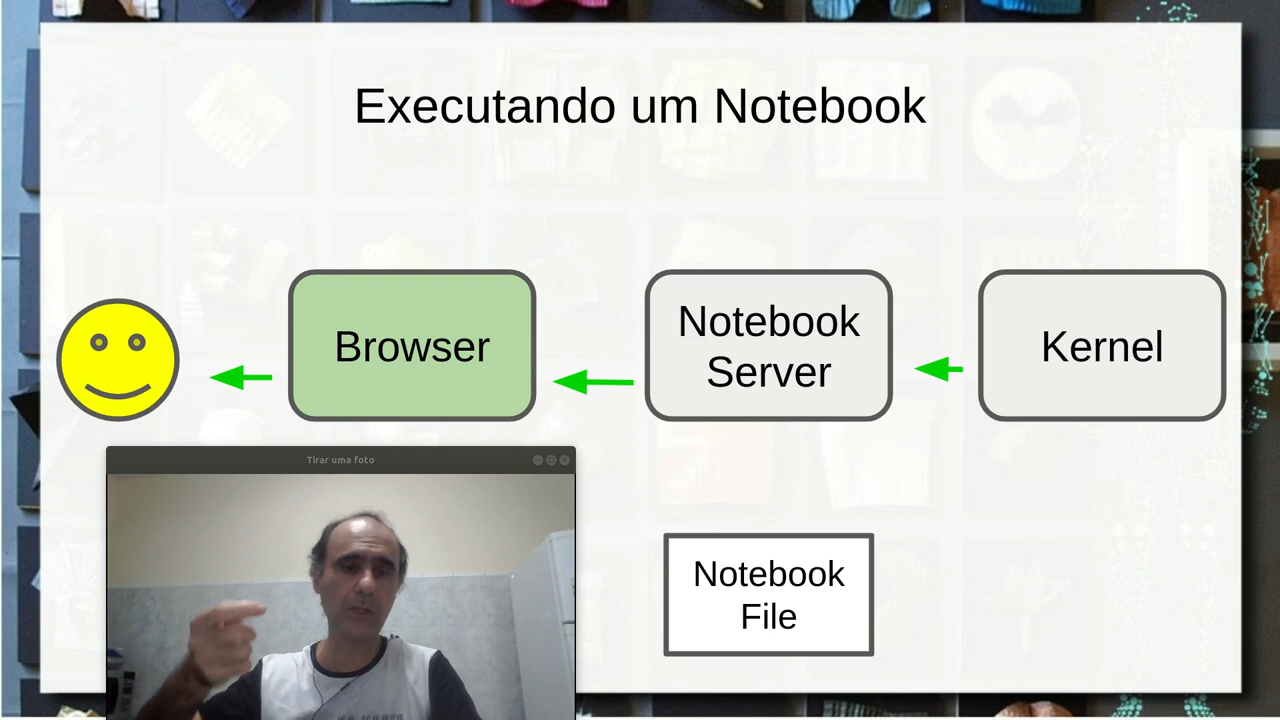 Executando um Notebook
Browser
Notebook
Server
Kernel
Tirar uma foto
Notebook
File